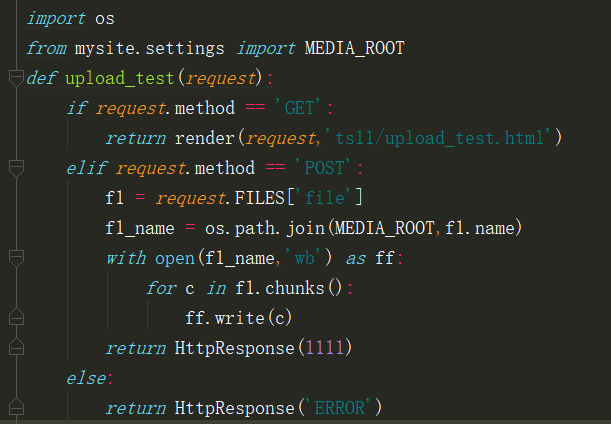 import os
from mysite.settings import MEDIA_ROOT
def upload_test(request):
    if request.method == 'GET':
        return render(request,'tsll/upload_test.html')
    elif request.method == 'POST':
        f1 = request.FILES['file']
        f1_name = os.path.join(MEDIA_ROOT,f1.name)
        with open(f1_name,'wb') as ff:
            for c in f1.chunks():
                ff.write(c)
        return HttpResponse(1111)
    else:
        return HttpResponse('ERROR')